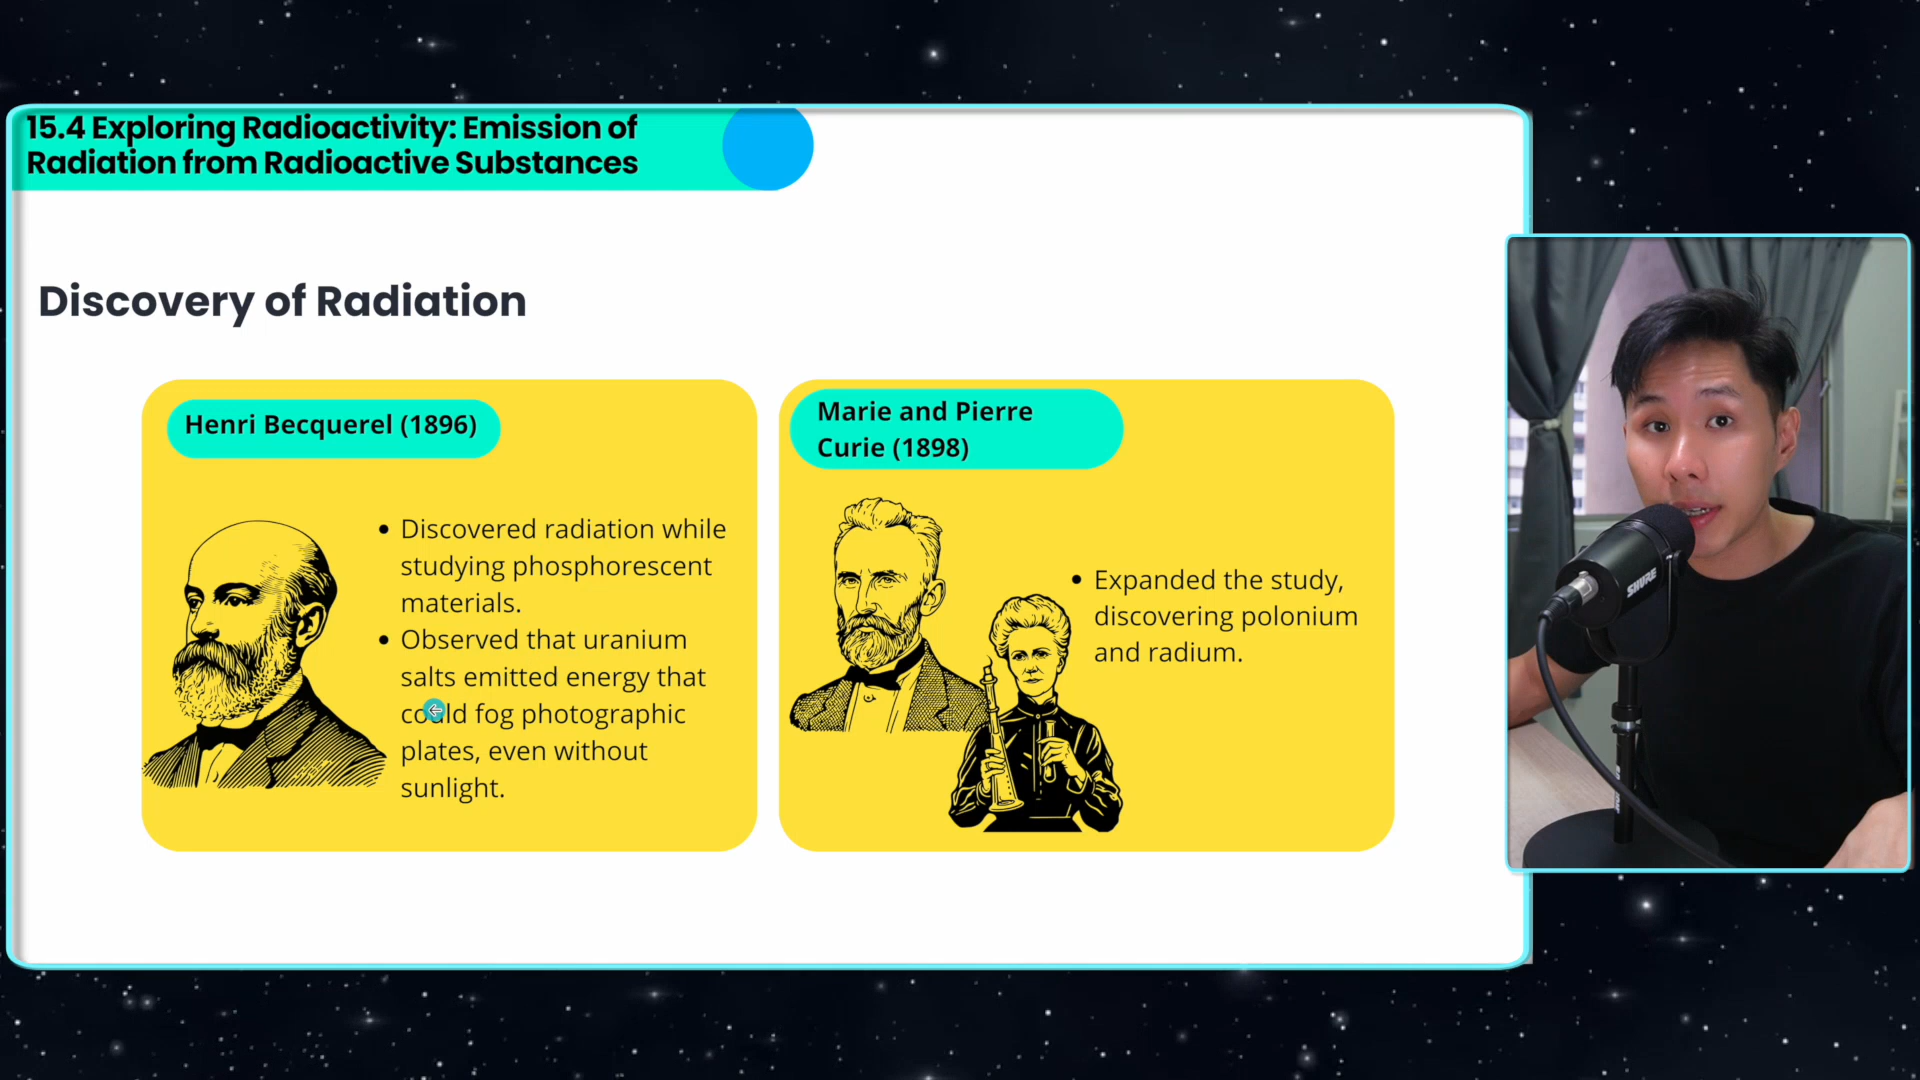 15.4 Exploring Radioactivity: Emission of
Radiation from Radioactive Substances
Discovery of Radiation
Henri Becquerel (1896)
• Discovered radiation while
studying phosphorescent
materials.
• Observed that uranium
salts emitted energy that
could fog photographic
plates, even without
sunlight.
Marie and Pierre
Curie (1898)
• Expanded the study,
discovering polonium
and radium.
SHURE